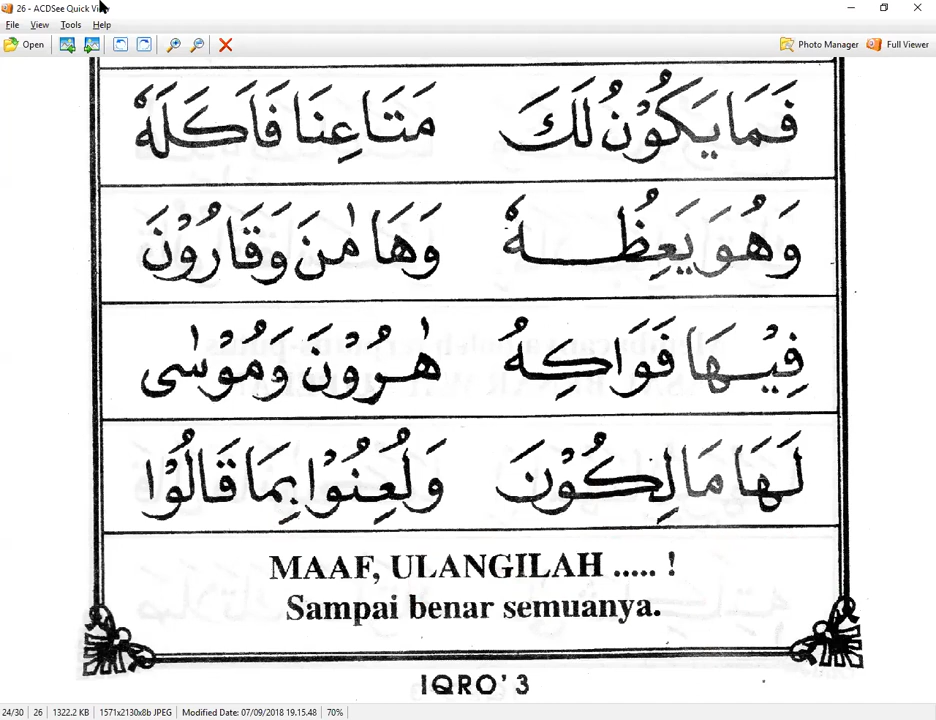 26 - ACDSee Quick View
File View Tools Help
Open Photo Manager Full Viewer
فَمَا يَكُوْنُ لَكَ مَتَاعِنَا فَاَكَلَهٗ
وَهُوَ يَعِظُهٗ وَهَامٰنَ وَقَارُوْنَ
فِيْهَا فَوَاكِهُ هٰرُوْنَ وَمُوْسٰى
لَهَا مَالِكُوْنَ وَلُعِنُوْا بِمَا قَالُوْا
MAAF, ULANGILAH ..... !
Sampai benar semuanya.
IQRO' 3
24/30 26 1322.2 KB 1571x2130x8b JPEG Modified Date: 07/09/2018 19.15.48 70%